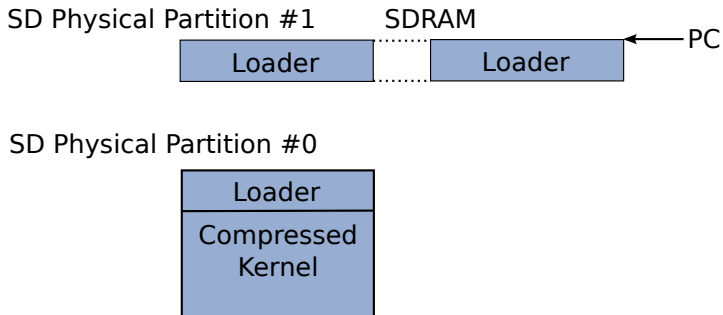 SD Physical Partition #1
SDRAM
Loader
Loader
PC
SD Physical Partition #0
Loader
Compressed
Kernel